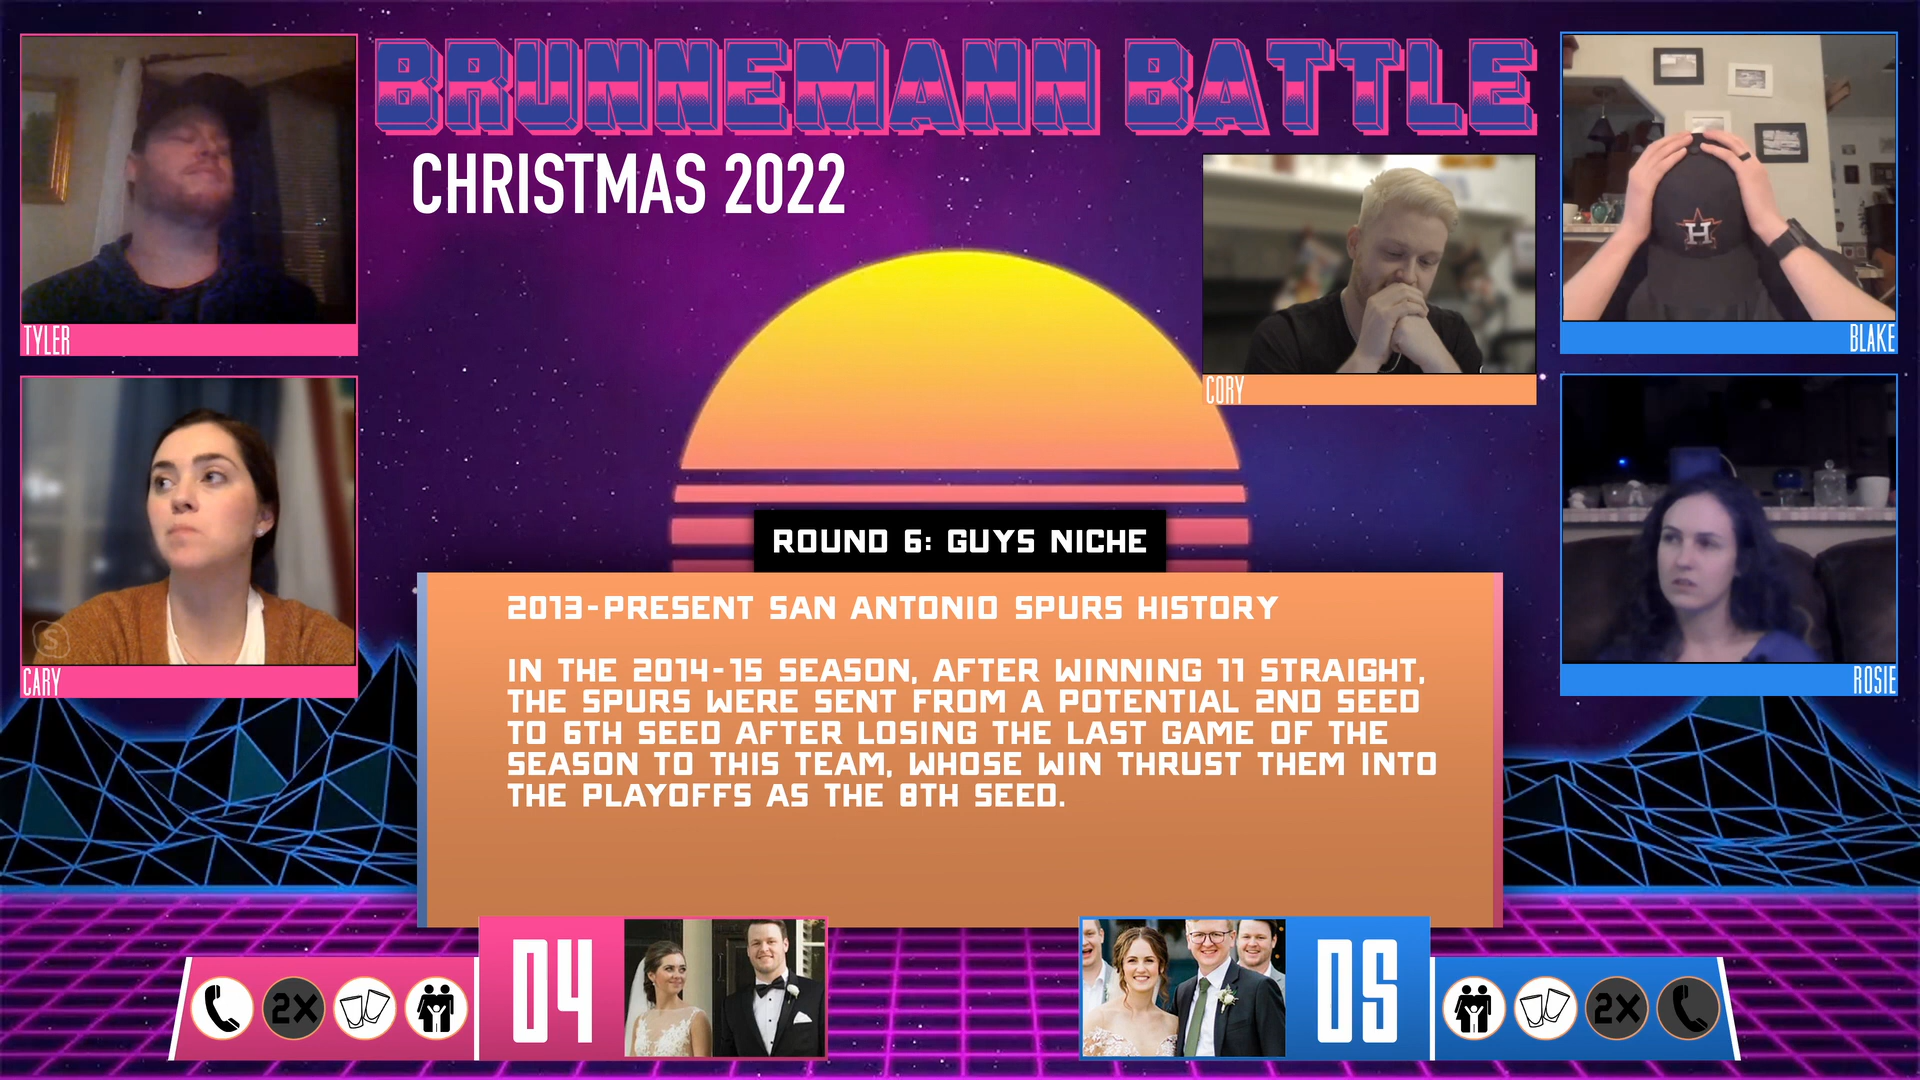 BRUNNEMANN BATTLE
CHRISTMAS 2022
TYLER
CARY
CORY
BLAKE
H
ROSIE
S
ROUND 6: GUYS NICHE
2013-PRESENT SAN ANTONIO SPURS HISTORY
IN THE 2014-15 SEASON, AFTER WINNING 11 STRAIGHT,
THE SPURS WERE SENT FROM A POTENTIAL 2ND SEED
TO 6TH SEED AFTER LOSING THE LAST GAME OF THE
SEASON TO THIS TEAM, WHOSE WIN THRUST THEM INTO
THE PLAYOFFS AS THE 8TH SEED.
2X
04
05
2X